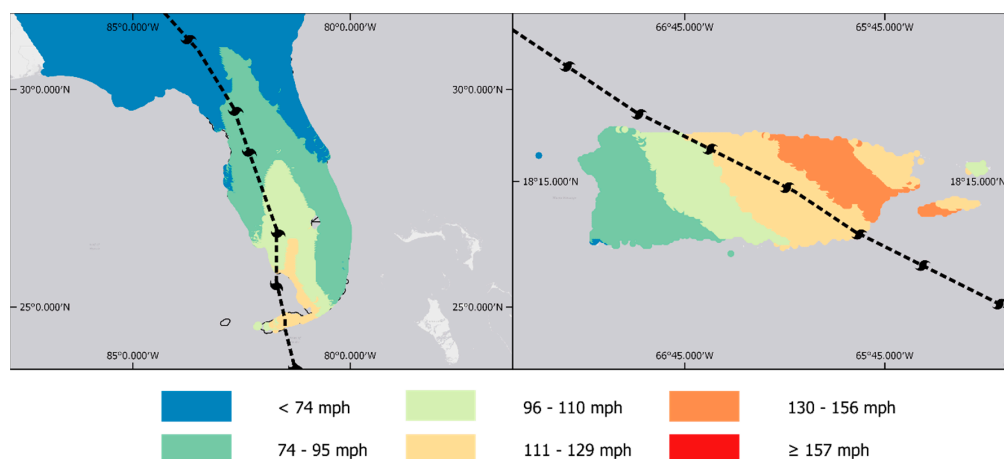 85°0.000'W 80°0.000'W 66°45.000'W 65°45.000'W
30°0.000'N 30°0.000'N
18°15.000'N 18°15.000'N
25°0.000'N 25°0.000'N
85°0.000'W 80°0.000'W 66°45.000'W 65°45.000'W
< 74 mph 96 - 110 mph 130 - 156 mph
74 - 95 mph 111 - 129 mph ≥ 157 mph